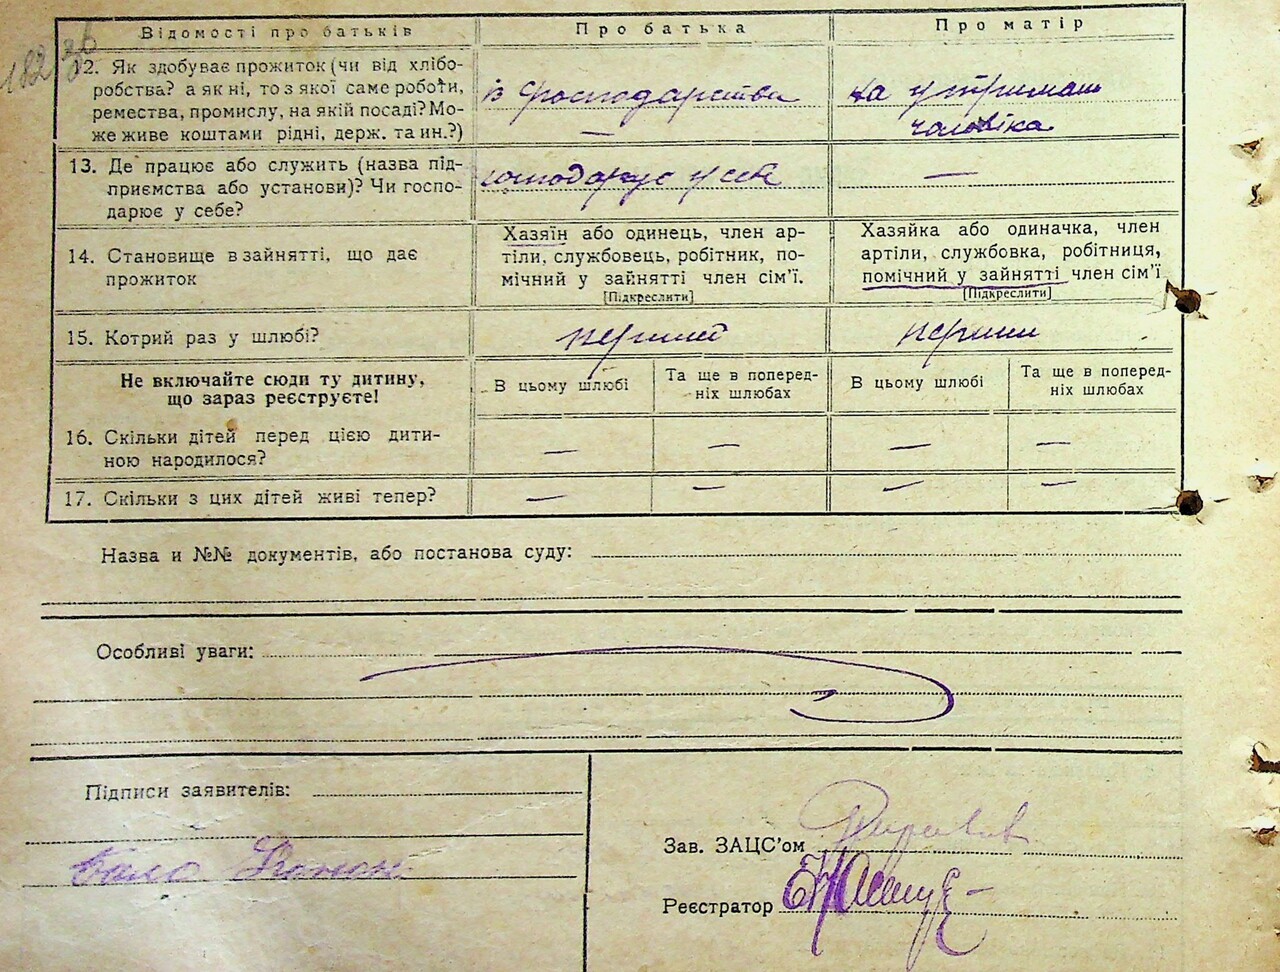 182 зв
Відомості про батьків
Про батька
Про матір
12. Як здобуває прожиток (чи від хлібо-
робства? а як ні, то з якої саме роботи,
ремества, промислу, на якій посаді? Мо-
же живе коштами рідні, держ. та ин.?)
із господарства
—
на утриманні
чоловіка
13. Де працює або служить (назва під-
приємства або установи)? Чи госпо-
дарює у себе?
господарює у себе
—
14. Становище в зайнятті, що дає
прожиток
Хазяїн або одинець, член ар-
тіли, службовець, робітник, по-
мічний у зайнятті член сім'ї.
[Підкреслити]
Хазяйка або одиначка, член
артіли, службовка, робітниця,
помічний у зайнятті член сім'ї
[Підкреслити]
15. Котрий раз у шлюбі?
перший
перший
Не включайте сюди ту дитину,
що зараз реєструєте!
В цьому шлюбі
Та ще в поперед-
ніх шлюбах
В цьому шлюбі
Та ще в поперед-
ніх шлюбах
16. Скільки дітей перед цією дити-
ною народилося?
— — — —
17. Скільки з цих дітей живі тепер?
— — — —
Назва и №№ документів, або постанова суду:
Особливі уваги:
Підписи заявителів:
Зав. ЗАЦС'ом
Реєстратор